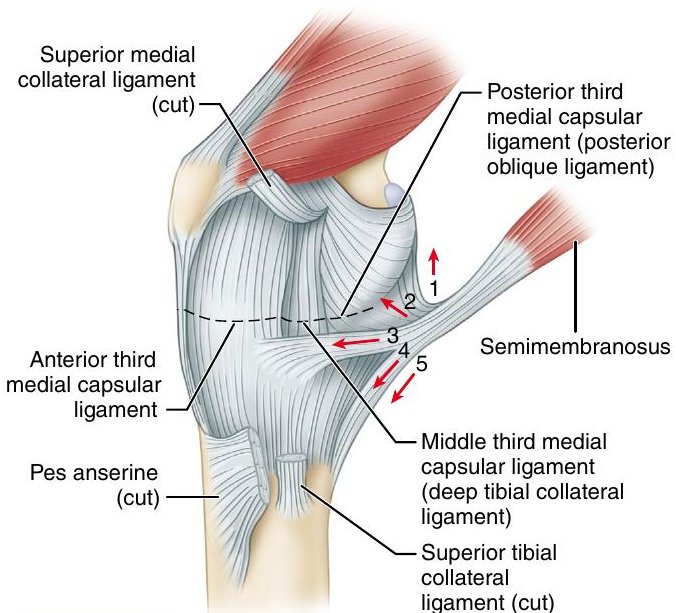 Superior medial
collateral ligament
(cut)
Posterior third
medial capsular
ligament (posterior
oblique ligament)
1
2
3
4
5
Semimembranosus
Anterior third
medial capsular
ligament
Middle third medial
capsular ligament
(deep tibial collateral
ligament)
Pes anserine
(cut)
Superior tibial
collateral
ligament (cut)